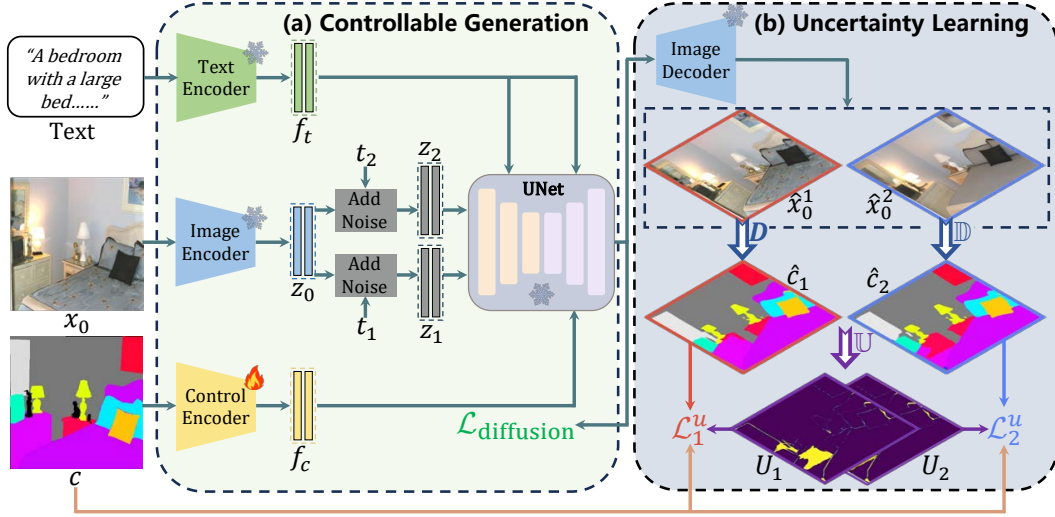 (a) Controllable Generation
(b) Uncertainty Learning
“A bedroom
with a large
bed……”
Text
Text
Encoder
f_t
Image
Decoder
x_0
Image
Encoder
z_0
t_2
Add
Noise
z_2
Add
Noise
t_1
z_1
UNet
x̂_0^1
x̂_0^2
D
𝔻
ĉ_1
ĉ_2
𝕌
c
Control
Encoder
f_c
ℒ_diffusion
ℒ_1^u
ℒ_2^u
U_1
U_2